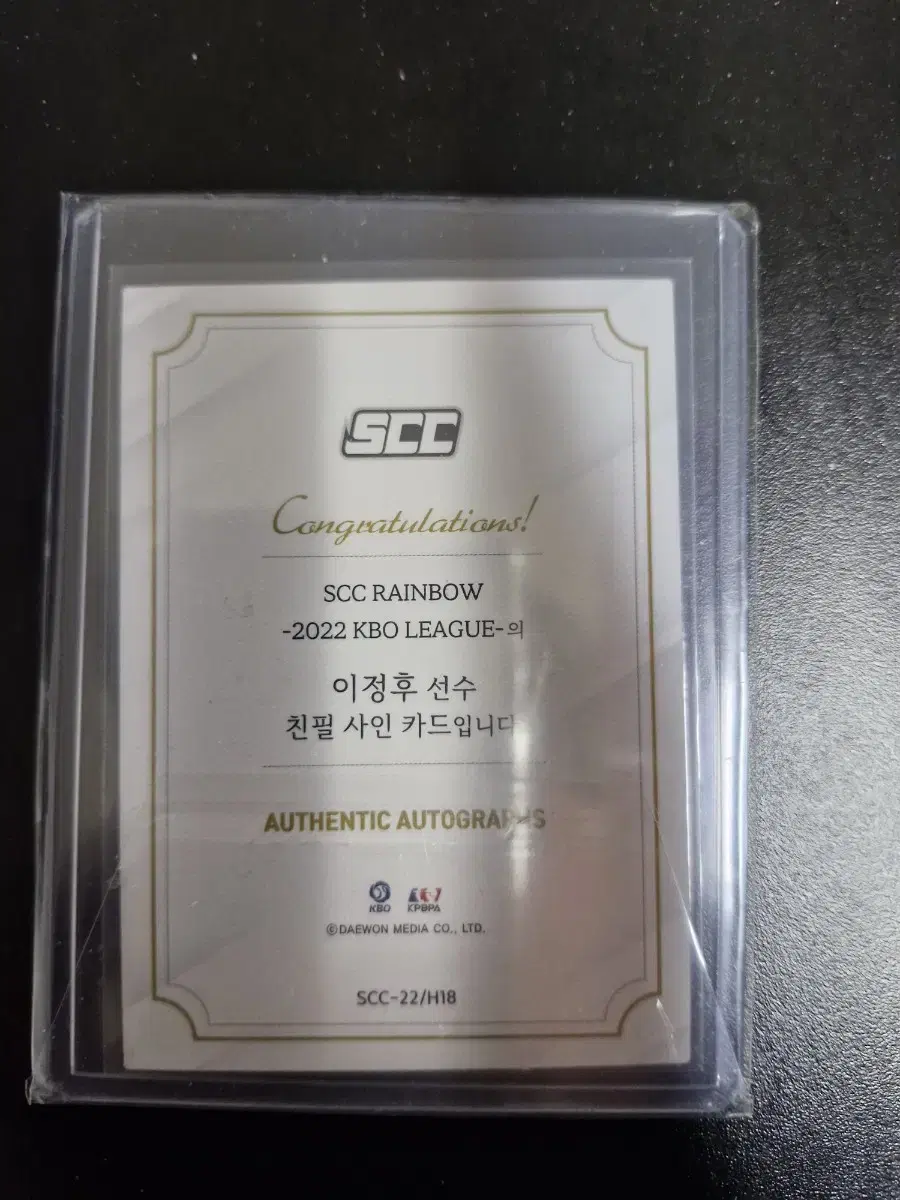 SCC
Congratulations!
SCC RAINBOW
-2022 KBO LEAGUE-의
이정후 선수
친필 사인 카드입니다
AUTHENTIC AUTOGRAPHS
KBO KPBPA
©DAEWON MEDIA CO., LTD.
SCC-22/H18